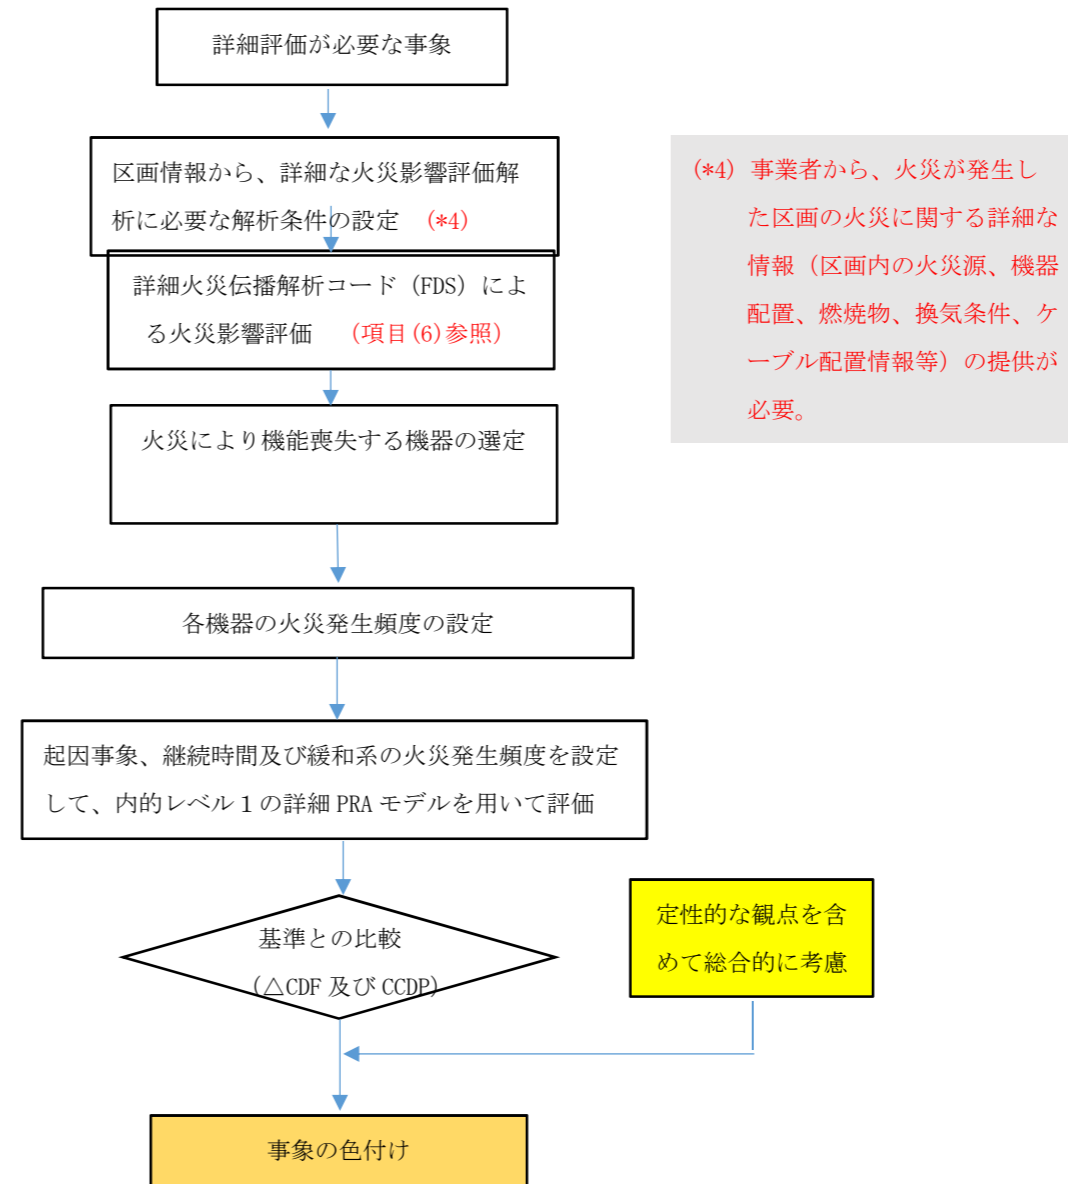 詳細評価が必要な事象
区画情報から、詳細な火災影響評価解
析に必要な解析条件の設定 (*4)
詳細火災伝播解析コード（FDS）によ
る火災影響評価 （項目(6)参照）
火災により機能喪失する機器の選定
各機器の火災発生頻度の設定
起因事象、継続時間及び緩和系の火災発生頻度を設定
して、内的レベル１の詳細 PRA モデルを用いて評価
基準との比較
（△CDF 及び CCDP）
定性的な観点を含
めて総合的に考慮
事象の色付け
(*4) 事業者から、火災が発生し
た区画の火災に関する詳細な
情報（区画内の火災源、機器
配置、燃焼物、換気条件、ケ
ーブル配置情報等）の提供が
必要。